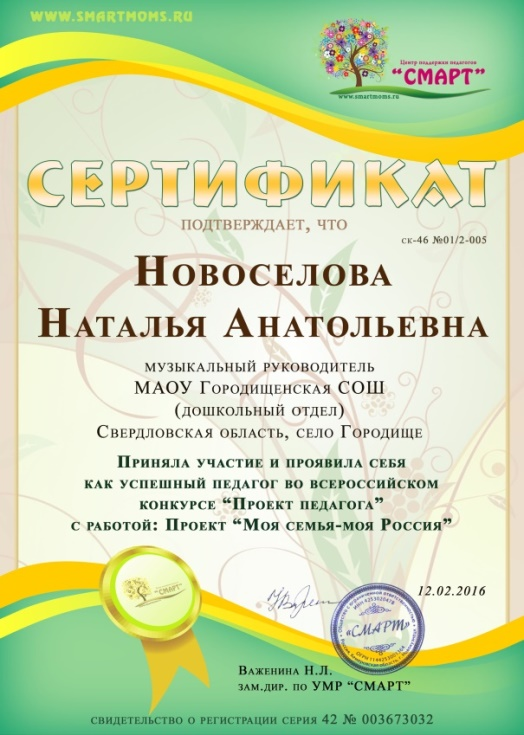 WWW.SMARTMOMS.RU
Центр поддержки педагогов
"СМАРТ"
www.smartmoms.ru
СЕРТИФИКАТ
ПОДТВЕРЖДАЕТ, ЧТО
СК-46 №01/2-005
НОВОСЕЛОВА
НАТАЛЬЯ АНАТОЛЬЕВНА
МУЗЫКАЛЬНЫЙ РУКОВОДИТЕЛЬ
МАОУ ГОРОДИЩЕНСКАЯ СОШ
(ДОШКОЛЬНЫЙ ОТДЕЛ)
СВЕРДЛОВСКАЯ ОБЛАСТЬ, СЕЛО ГОРОДИЩЕ
ПРИНЯЛА УЧАСТИЕ И ПРОЯВИЛА СЕБЯ
КАК УСПЕШНЫЙ ПЕДАГОГ ВО ВСЕРОССИЙСКОМ
КОНКУРСЕ "ПРОЕКТ ПЕДАГОГА"
С РАБОТОЙ: ПРОЕКТ "МОЯ СЕМЬЯ-МОЯ РОССИЯ"
"СМАРТ"
12.02.2016
«СМАРТ»
ВАЖЕНИНА Н.Л.
ЗАМ.ДИР. ПО УМР "СМАРТ"
СВИДЕТЕЛЬСТВО О РЕГИСТРАЦИИ СЕРИЯ 42 № 003673032